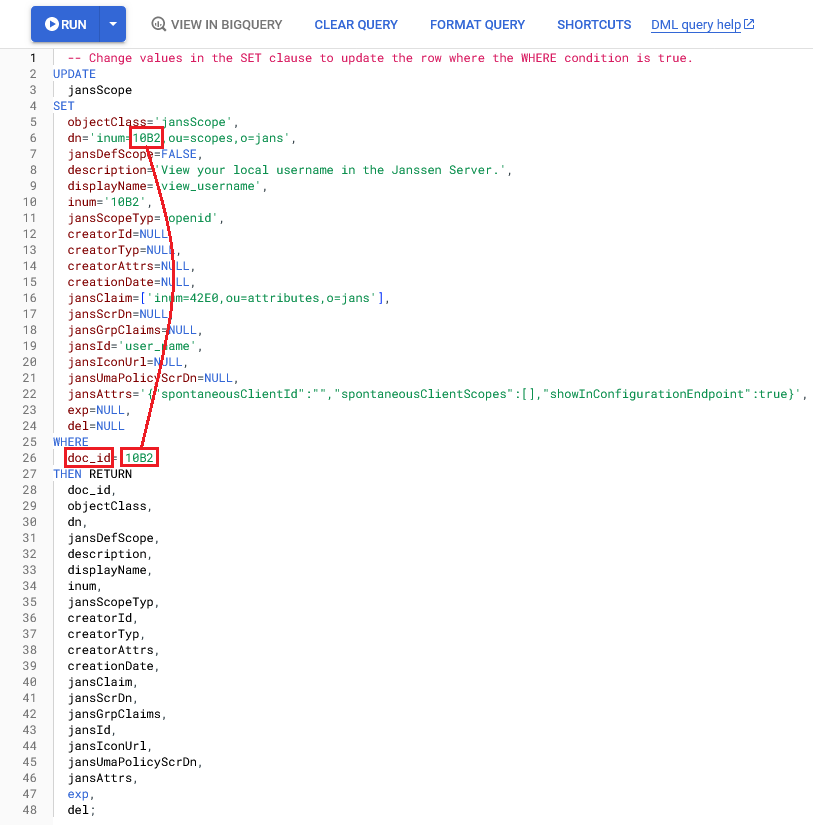 RUN VIEW IN BIGQUERY CLEAR QUERY FORMAT QUERY SHORTCUTS DML query help
1 -- Change values in the SET clause to update the row where the WHERE condition is true.
2 UPDATE
3 jansScope
4 SET
5 objectClass='jansScope',
6 dn='inum=10B2,ou=scopes,o=jans',
7 jansDefScope=FALSE,
8 description='View your local username in the Janssen Server.',
9 displayName='view_username',
10 inum='10B2',
11 jansScopeTyp='openid',
12 creatorId=NULL,
13 creatorTyp=NULL,
14 creatorAttrs=NULL,
15 creationDate=NULL,
16 jansClaim=['inum=42E0,ou=attributes,o=jans'],
17 jansScrDn=NULL,
18 jansGrpClaims=NULL,
19 jansId='user_name',
20 jansIconUrl=NULL,
21 jansUmaPolicyScrDn=NULL,
22 jansAttrs='{"spontaneousClientId":"","spontaneousClientScopes":[],"showInConfigurationEndpoint":true}',
23 exp=NULL,
24 del=NULL
25 WHERE
26 doc_id='10B2'
27 THEN RETURN
28 doc_id,
29 objectClass,
30 dn,
31 jansDefScope,
32 description,
33 displayName,
34 inum,
35 jansScopeTyp,
36 creatorId,
37 creatorTyp,
38 creatorAttrs,
39 creationDate,
40 jansClaim,
41 jansScrDn,
42 jansGrpClaims,
43 jansId,
44 jansIconUrl,
45 jansUmaPolicyScrDn,
46 jansAttrs,
47 exp,
48 del;